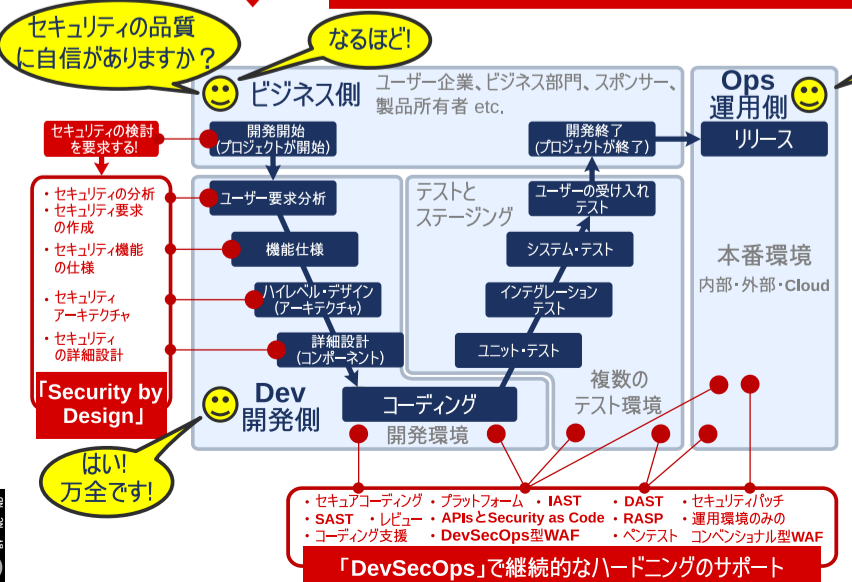 セキュリティの品質
に自信がありますか？
なるほど!
ビジネス側
ユーザー企業、ビジネス部門、スポンサー、
製品所有者 etc.
Ops
運用側
セキュリティの検討
を要求する!
開発開始
(プロジェクトが開始)
開発終了
(プロジェクトが終了)
リリース
・セキュリティの分析
・セキュリティ要求
の作成
・セキュリティ機能
の仕様
・セキュリティ
アーキテクチャ
・セキュリティ
の詳細設計
「Security by
Design」
ユーザー要求分析
機能仕様
ハイレベル・デザイン
(アーキテクチャ)
詳細設計
(コンポーネント)
テストと
ステージング
ユーザーの受け入れ
テスト
システム・テスト
インテグレーション
テスト
ユニット・テスト
本番環境
内部・外部・Cloud
複数の
テスト環境
Dev
開発側
コーディング
開発環境
はい!
万全です!
・セキュアコーディング
・SAST ・レビュー
・コーディング支援
・プラットフォーム ・IAST
・APIsとSecurity as Code
・DevSecOps型WAF
・DAST
・RASP
・ペンテスト
・セキュリティパッチ
・運用環境のみの
コンベンショナル型WAF
「DevSecOps」で継続的なハードニングのサポート
BY NC ND